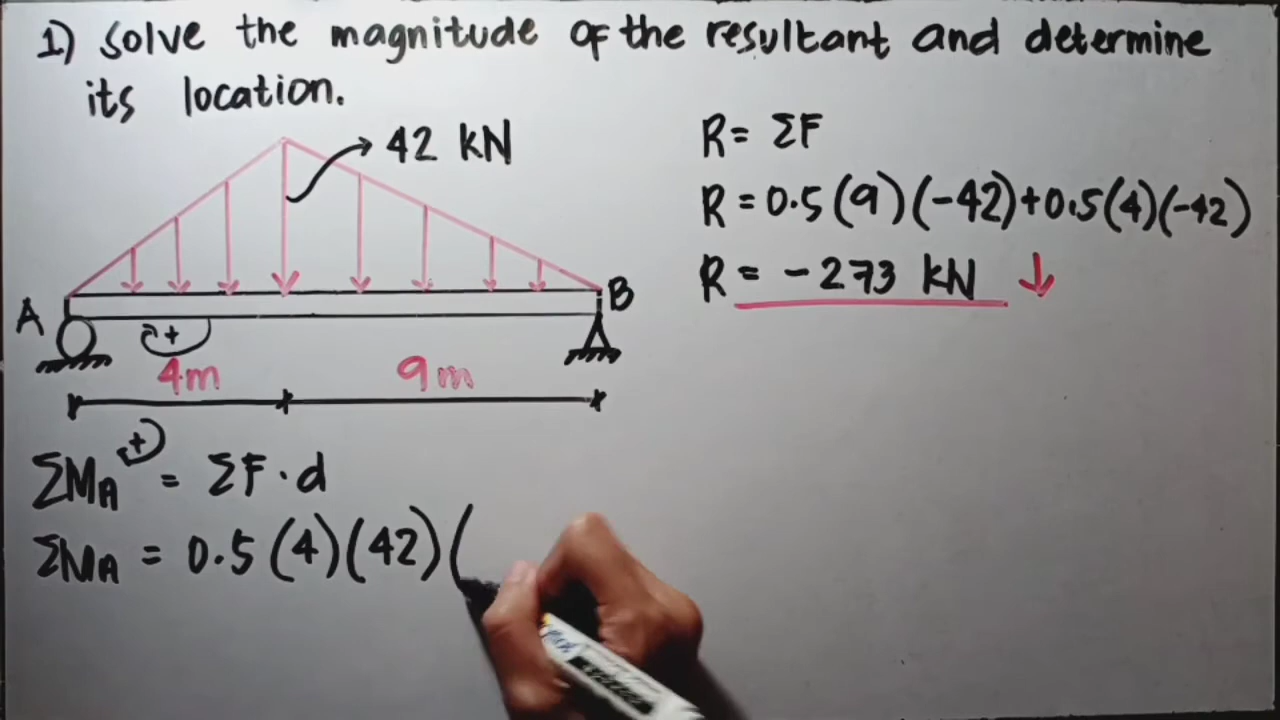 1) solve the magnitude of the resultant and determine
its location.
42 kN
A
B
+
4m
9m
R = ΣF
R = 0.5(9)(-42)+0.5(4)(-42)
R = -273 kN ↓
ΣMA + = ΣF·d
ΣMA = 0.5(4)(42)(